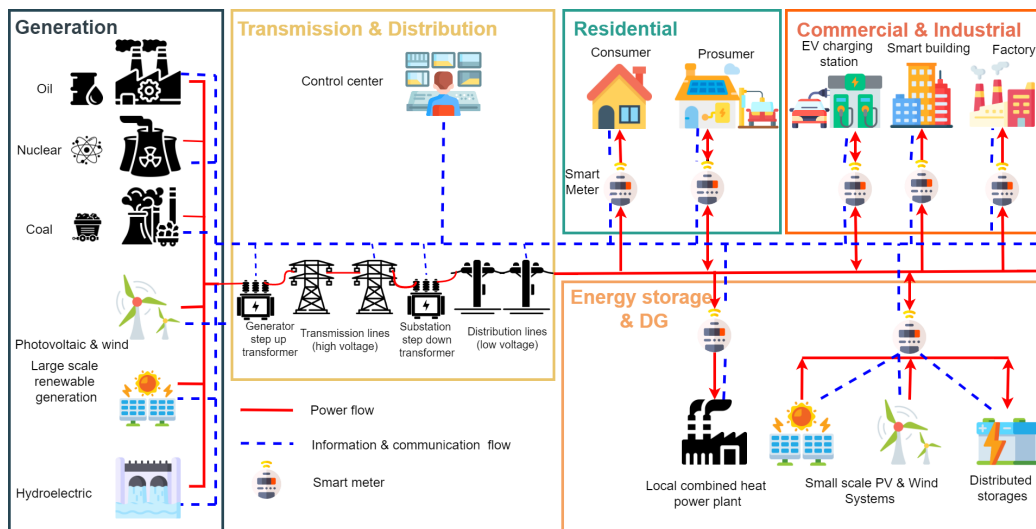 Generation
Oil
Nuclear
Coal
Photovoltaic & wind
Large scale
renewable
generation
Hydroelectric
Transmission & Distribution
Control center
Generator
step up
transformer
Transmission lines
(high voltage)
Substation
step down
transformer
Distribution lines
(low voltage)
Power flow
Information & communication flow
Smart meter
Residential
Consumer
Prosumer
Smart
Meter
Commercial & Industrial
EV charging
station
Smart building
Factory
Energy storage
& DG
Local combined heat
power plant
Small scale PV & Wind
Systems
Distributed
storages